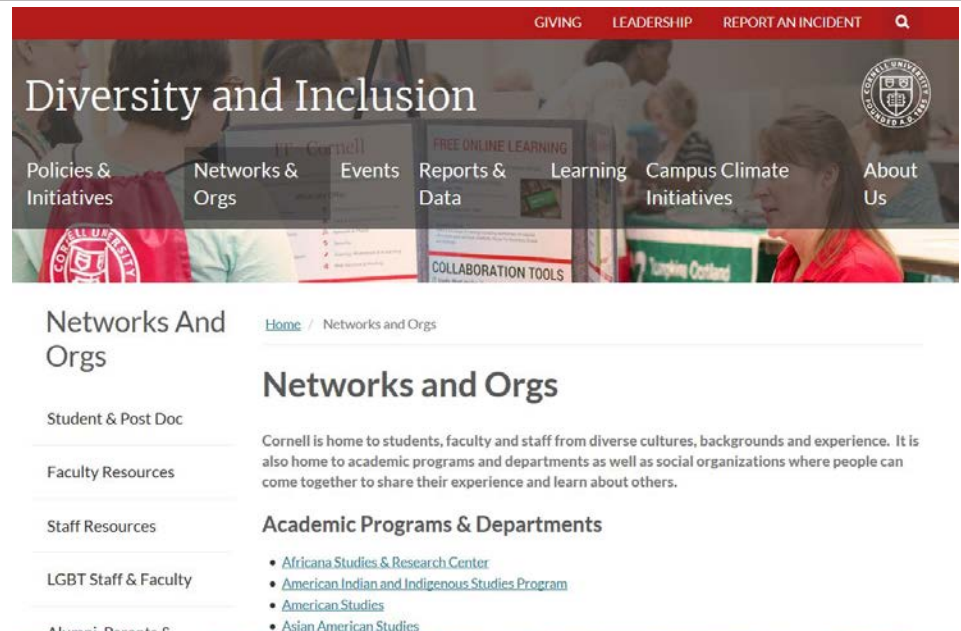 GIVING LEADERSHIP REPORT AN INCIDENT
Diversity and Inclusion
Policies & Initiatives
Networks & Orgs
Events
Reports & Data
Learning
Campus Climate Initiatives
About Us
FREE ONLINE LEARNING
COLLABORATION TOOLS
Networks And
Orgs
Home / Networks and Orgs
Networks and Orgs
Student & Post Doc
Faculty Resources
Staff Resources
LGBT Staff & Faculty
Cornell is home to students, faculty and staff from diverse cultures, backgrounds and experience. It is
also home to academic programs and departments as well as social organizations where people can
come together to share their experience and learn about others.
Academic Programs & Departments
• Africana Studies & Research Center
• American Indian and Indigenous Studies Program
• American Studies
• Asian American Studies